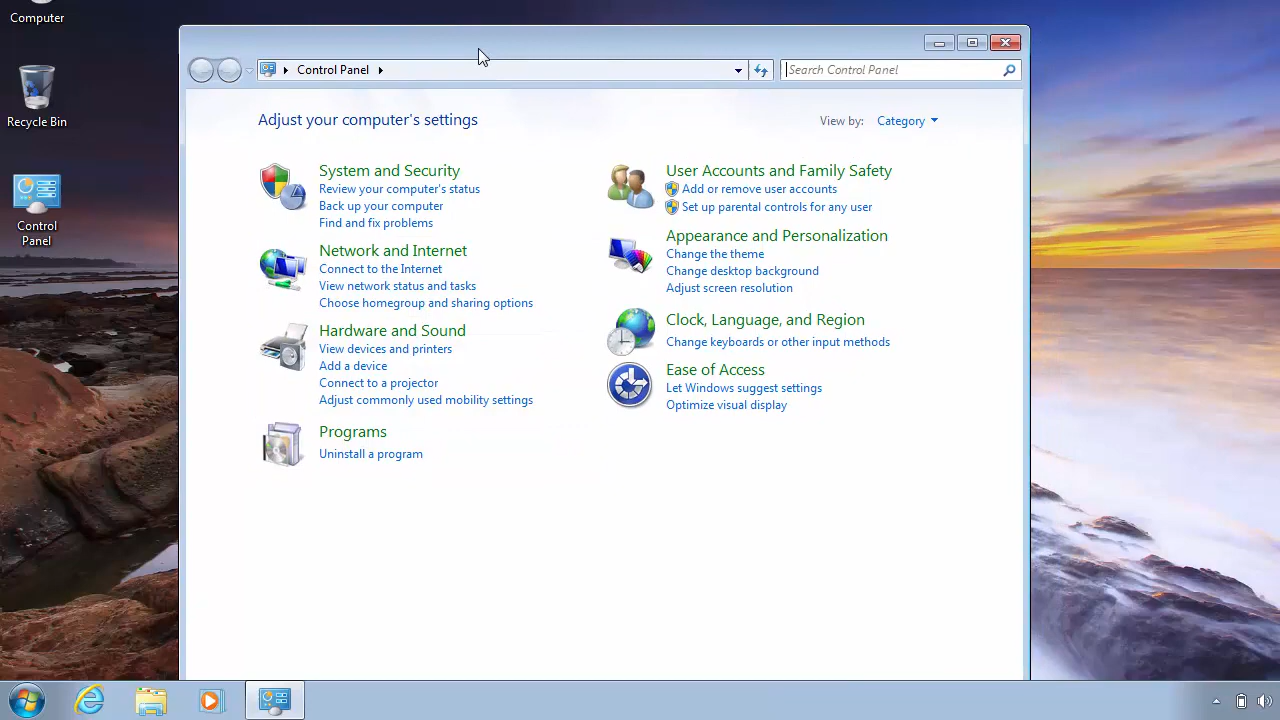 Computer
Recycle Bin
Control
Panel
Control Panel
Search Control Panel
Adjust your computer's settings
View by: Category
System and Security
Review your computer's status
Back up your computer
Find and fix problems
Network and Internet
Connect to the Internet
View network status and tasks
Choose homegroup and sharing options
Hardware and Sound
View devices and printers
Add a device
Connect to a projector
Adjust commonly used mobility settings
Programs
Uninstall a program
User Accounts and Family Safety
Add or remove user accounts
Set up parental controls for any user
Appearance and Personalization
Change the theme
Change desktop background
Adjust screen resolution
Clock, Language, and Region
Change keyboards or other input methods
Ease of Access
Let Windows suggest settings
Optimize visual display